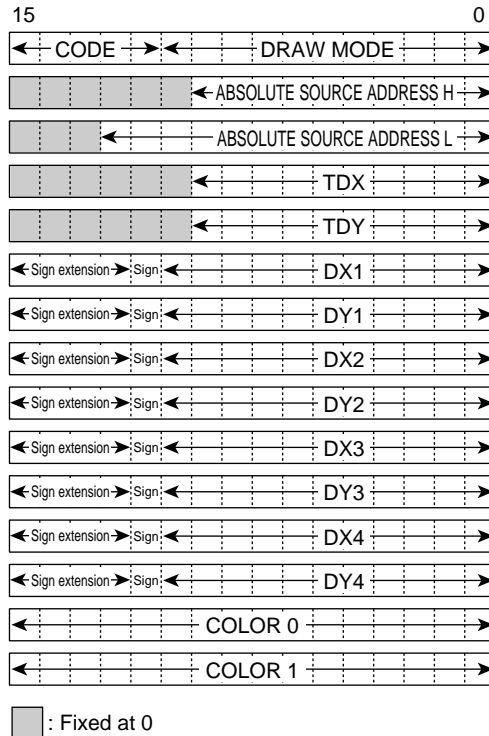 15 0
CODE DRAW MODE
ABSOLUTE SOURCE ADDRESS H
ABSOLUTE SOURCE ADDRESS L
TDX
TDY
Sign extension Sign DX1
Sign extension Sign DY1
Sign extension Sign DX2
Sign extension Sign DY2
Sign extension Sign DX3
Sign extension Sign DY3
Sign extension Sign DX4
Sign extension Sign DY4
COLOR 0
COLOR 1
: Fixed at 0